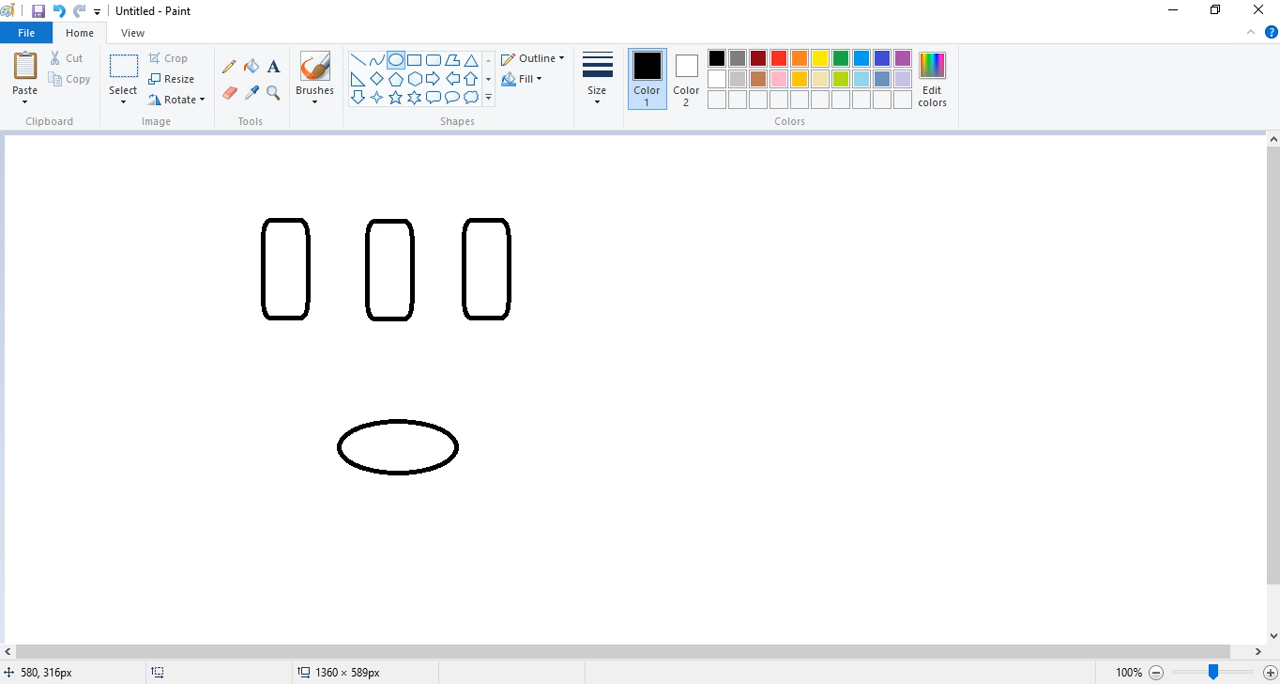 Untitled - Paint
File Home View
Paste Cut Copy
Clipboard
Select Crop Resize Rotate
Image
A
Tools
Brushes
Outline Fill
Shapes
Size
Color 1 Color 2 Edit colors
Colors
580, 316px 1360 × 589px 100%